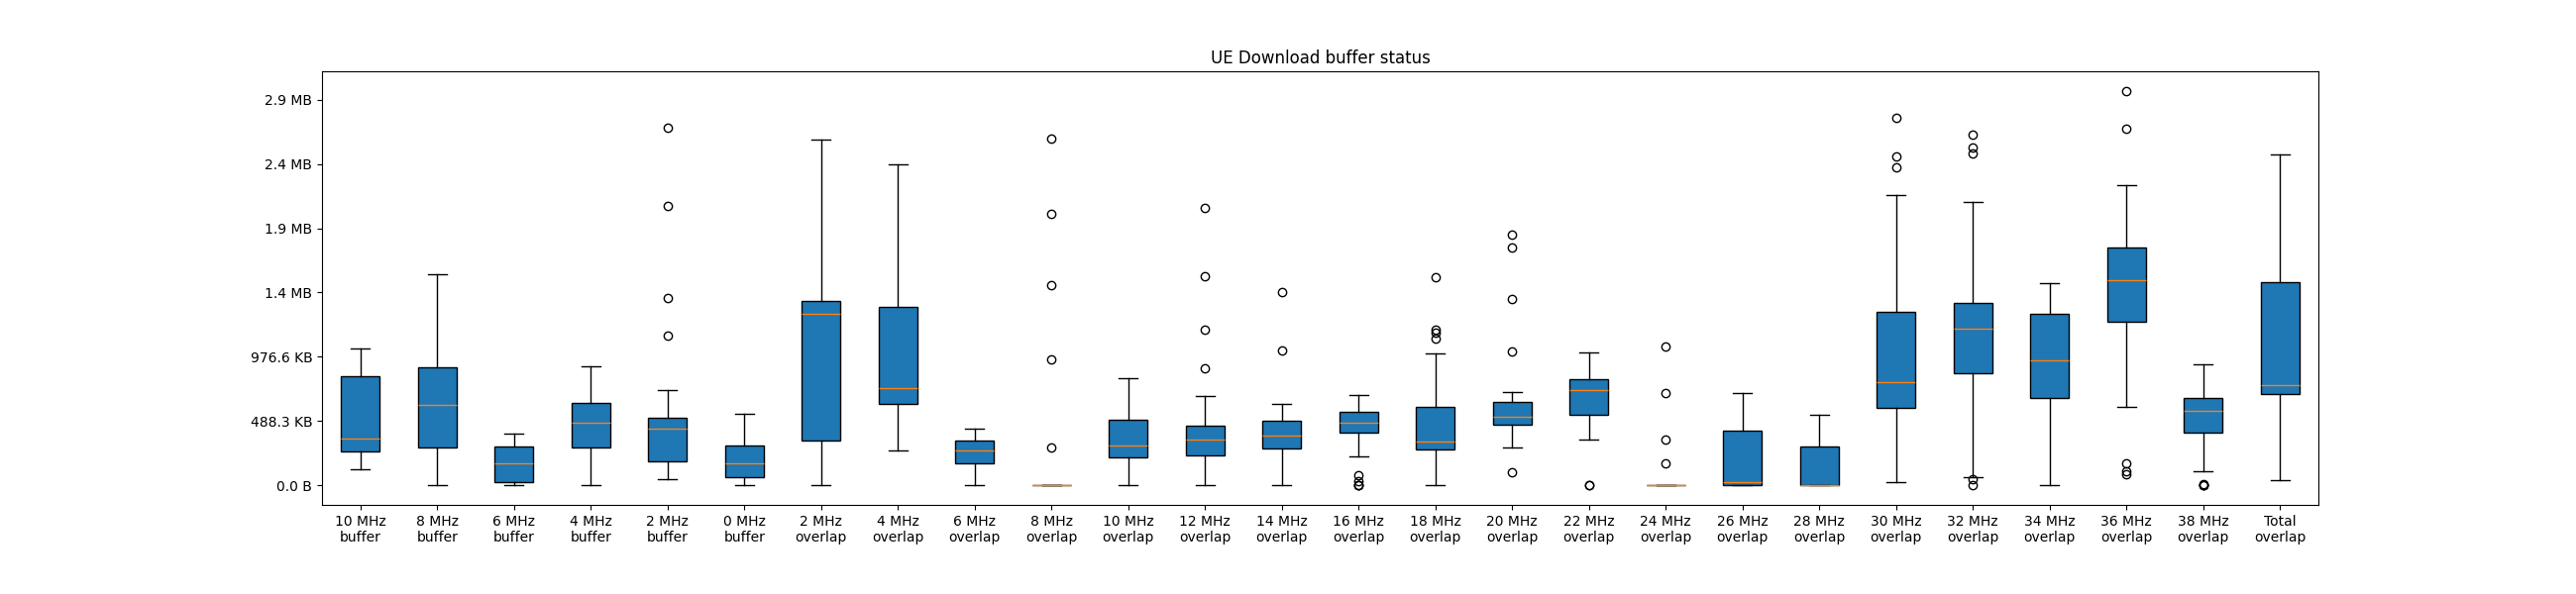 UE Download buffer status
2.9 MB
2.4 MB
1.9 MB
1.4 MB
976.6 KB
488.3 KB
0.0 B
10 MHz 8 MHz 6 MHz 4 MHz 2 MHz 0 MHz 2 MHz 4 MHz 6 MHz 8 MHz 10 MHz 12 MHz 14 MHz 16 MHz 18 MHz 20 MHz 22 MHz 24 MHz 26 MHz 28 MHz 30 MHz 32 MHz 34 MHz 36 MHz 38 MHz Total
buffer buffer buffer buffer buffer buffer overlap overlap overlap overlap overlap overlap overlap overlap overlap overlap overlap overlap overlap overlap overlap overlap overlap overlap overlap overlap